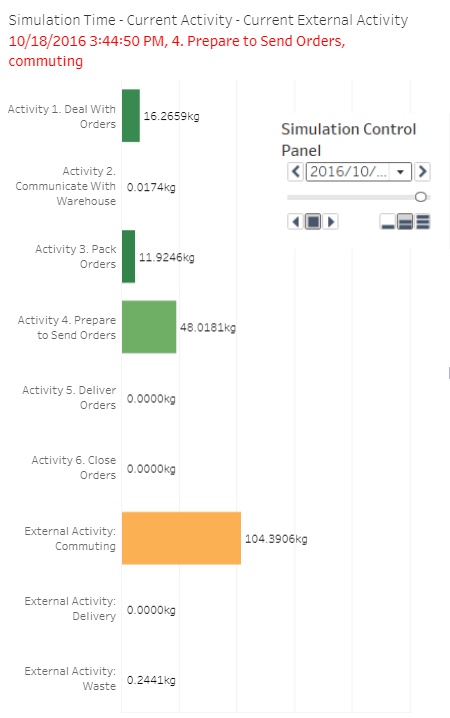 Simulation Time - Current Activity - Current External Activity
10/18/2016 3:44:50 PM, 4. Prepare to Send Orders,
commuting
Activity 1. Deal With
Orders
16.2659kg
Simulation Control
Panel
2016/10/...
Activity 2.
Communicate With
Warehouse
0.0174kg
Activity 3. Pack
Orders
11.9246kg
Activity 4. Prepare
to Send Orders
48.0181kg
Activity 5. Deliver
Orders
0.0000kg
Activity 6. Close
Orders
0.0000kg
External Activity:
Commuting
104.3906kg
External Activity:
Delivery
0.0000kg
External Activity:
Waste
0.2441kg